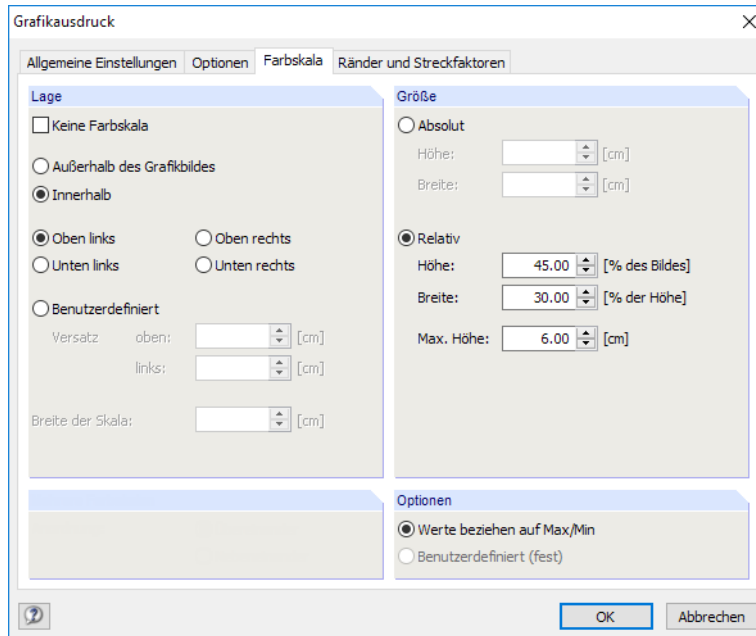 Grafikausdruck
Allgemeine Einstellungen Optionen Farbskala Ränder und Streckfaktoren
Lage
Keine Farbskala
Außerhalb des Grafikbildes
Innerhalb
Oben links Oben rechts
Unten links Unten rechts
Benutzerdefiniert
Versatz oben: [cm]
links: [cm]
Breite der Skala: [cm]
Größe
Absolut
Höhe: [cm]
Breite: [cm]
Relativ
Höhe: 45.00 [% des Bildes]
Breite: 30.00 [% der Höhe]
Max. Höhe: 6.00 [cm]
Optionen
Werte beziehen auf Max/Min
Benutzerdefiniert (fest)
OK Abbrechen